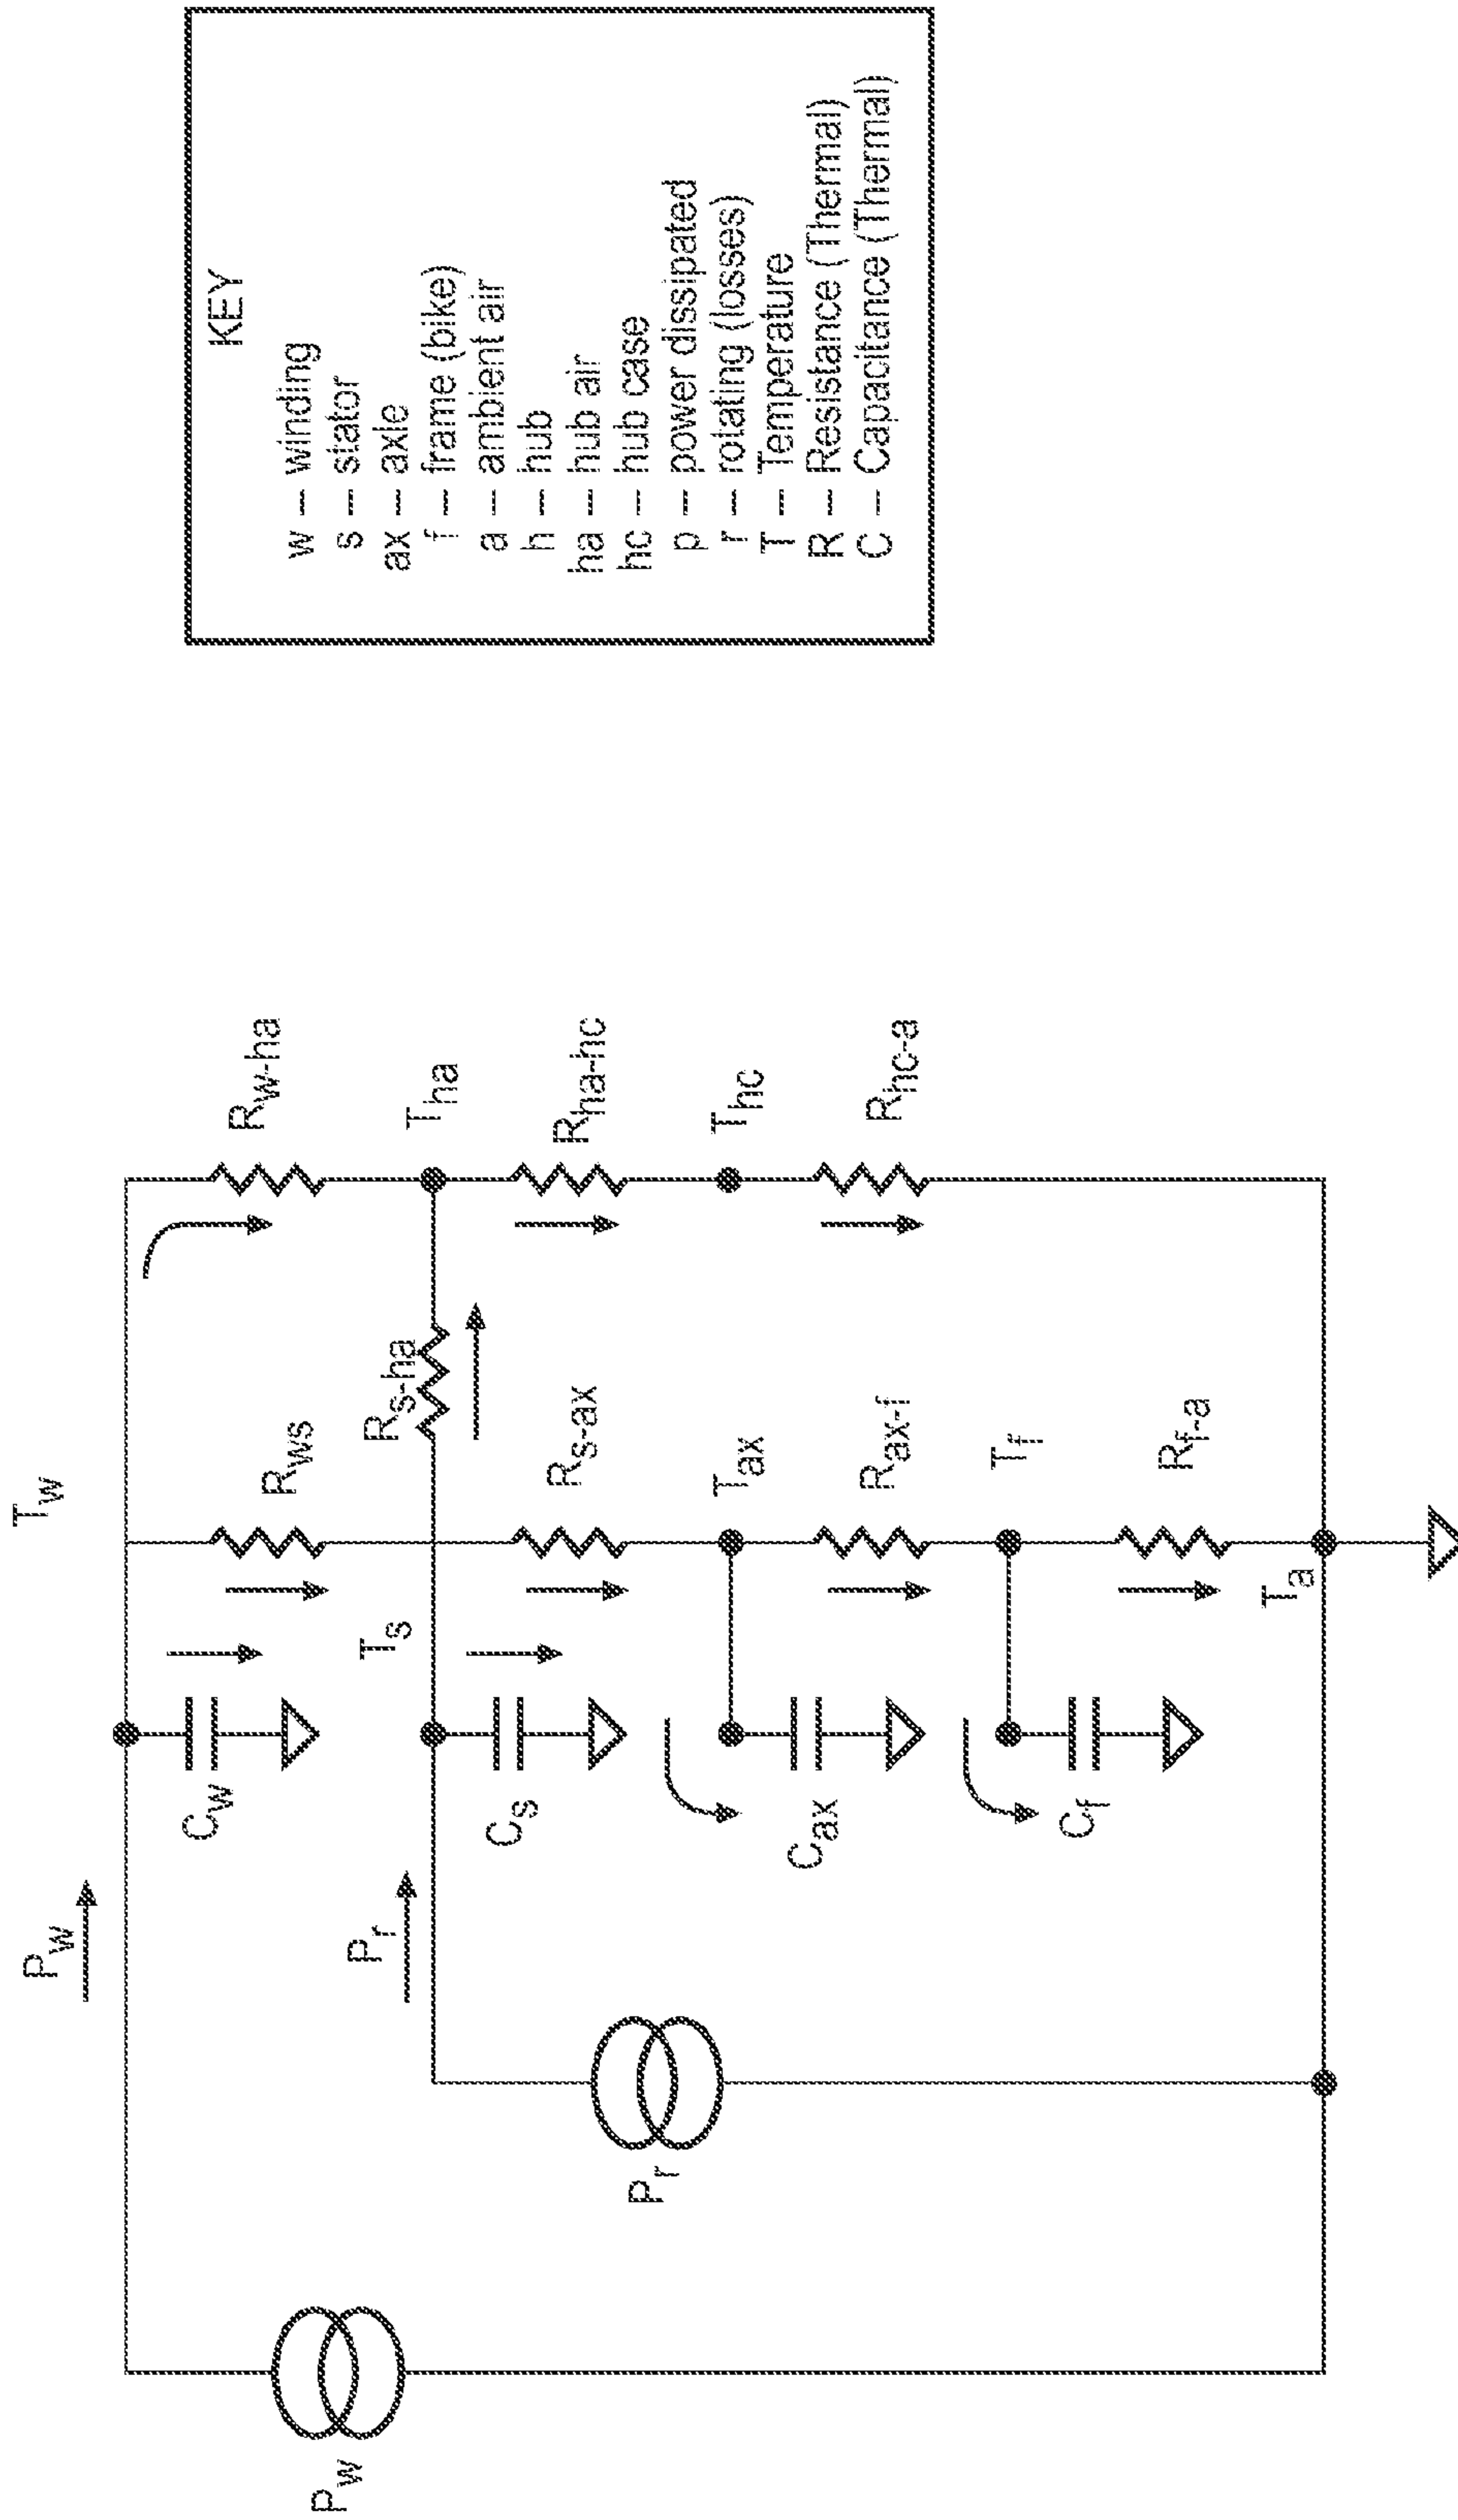 KEY
w -- winding
s -- stator
ax -- axle
f -- frame (bike)
a -- ambient air
h -- hub
ha -- hub air
hc -- hub case
p -- power dissipated
r -- rotating (losses)
T -- Temperature
R -- Resistance (Thermal)
C -- Capacitance (Thermal)
Pw
Tw
Pw
Cw
Rws
Rw-ha
Pr
Ts
Rs-ha
Tha
Pr
Cs
Rs-ax
Rha-hc
Tax
Thc
Cax
Rax-f
Rhc-a
Tf
Cf
Rf-a
Ta